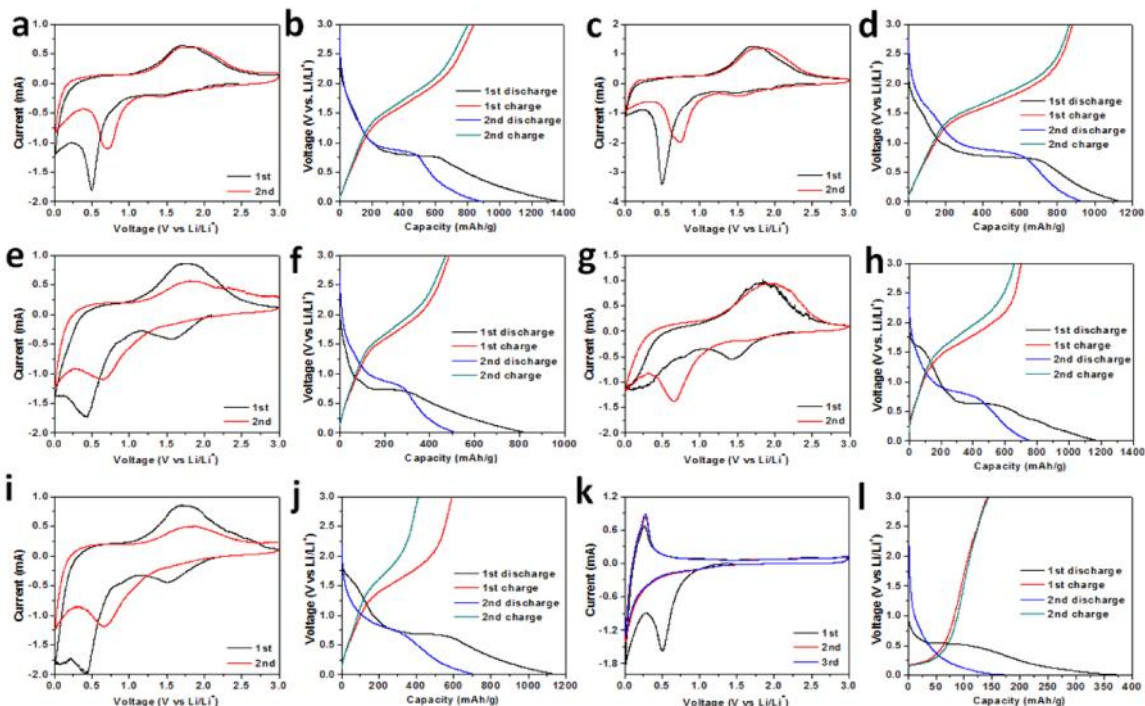 a
1.0
0.5
0.0
-0.5
-1.0
-1.5
-2.0
Current (mA)
0.0 0.5 1.0 1.5 2.0 2.5 3.0
Voltage (V vs Li/Li+)
1st
2nd
b
3.0
2.5
2.0
1.5
1.0
0.5
0.0
Voltage (V vs. Li/Li+)
0 200 400 600 800 1000 1200 1400
Capacity (mAh/g)
1st discharge
1st charge
2nd discharge
2nd charge
c
2
1
0
-1
-2
-3
-4
Current (mA)
0.0 0.5 1.0 1.5 2.0 2.5 3.0
Voltage (V vs Li/Li+)
1st
2nd
d
3.0
2.5
2.0
1.5
1.0
0.5
0.0
Voltage (V vs. Li/Li+)
0 200 400 600 800 1000 1200
Capacity (mAh/g)
1st discharge
1st charge
2nd discharge
2nd charge
e
1.0
0.5
0.0
-0.5
-1.0
-1.5
-2.0
Current (mA)
0.0 0.5 1.0 1.5 2.0 2.5 3.0
Voltage (V vs Li/Li+)
1st
2nd
f
3.0
2.5
2.0
1.5
1.0
0.5
0.0
Voltage (V vs. Li/Li+)
0 200 400 600 800 1000
Capacity (mAh/g)
1st discharge
1st charge
2nd discharge
2nd charge
g
1.5
1.0
0.5
0.0
-0.5
-1.0
-1.5
-2.0
Current (mA)
0.0 0.5 1.0 1.5 2.0 2.5 3.0
Voltage (V vs Li/Li+)
1st
2nd
h
3.0
2.5
2.0
1.5
1.0
0.5
0.0
Voltage (V vs. Li/Li+)
0 200 400 600 800 1000 1200 1400
Capacity (mAh/g)
1st discharge
1st charge
2nd discharge
2nd charge
i
1.0
0.5
0.0
-0.5
-1.0
-1.5
-2.0
Current (mA)
0.0 0.5 1.0 1.5 2.0 2.5 3.0
Voltage (V vs Li/Li+)
1st
2nd
j
3.0
2.5
2.0
1.5
1.0
0.5
0.0
Voltage (V vs. Li/Li+)
0 200 400 600 800 1000 1200
Capacity (mAh/g)
1st discharge
1st charge
2nd discharge
2nd charge
k
1.2
0.6
0.0
-0.6
-1.2
-1.8
Current (mA)
0.0 0.5 1.0 1.5 2.0 2.5 3.0
Voltage (V vs Li/Li+)
1st
2nd
3rd
l
3.0
2.5
2.0
1.5
1.0
0.5
0.0
Voltage (V vs. Li/Li+)
0 50 100 150 200 250 300 350 400
Capacity (mAh/g)
1st discharge
1st charge
2nd discharge
2nd charge